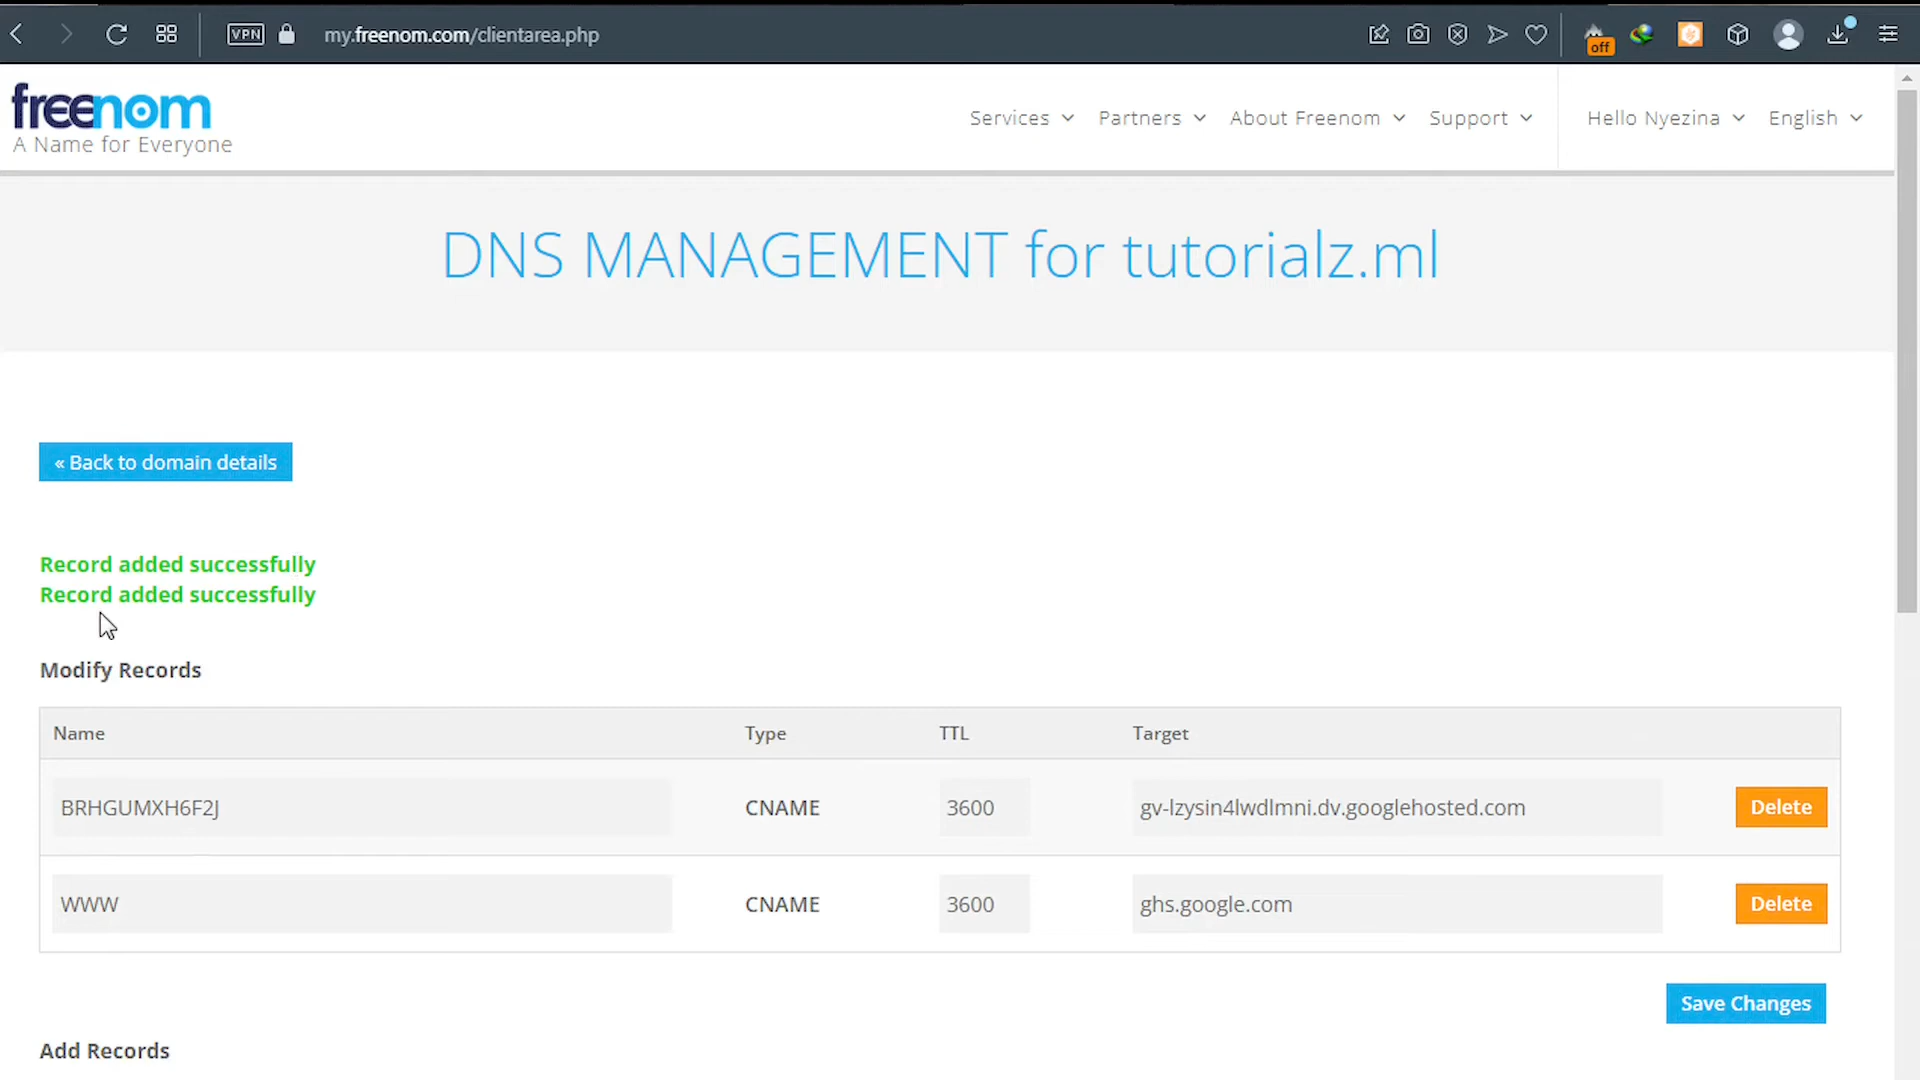 VPN
my.freenom.com/clientarea.php
off
freenom
A Name for Everyone
Services
Partners
About Freenom
Support
Hello Nyezina
English
DNS MANAGEMENT for tutorialz.ml
« Back to domain details
Record added successfully
Record added successfully
Modify Records
Name Type TTL Target
BRHGUMXH6F2J CNAME 3600 gv-lzysin4lwdlmni.dv.googlehosted.com Delete
WWW CNAME 3600 ghs.google.com Delete
Save Changes
Add Records